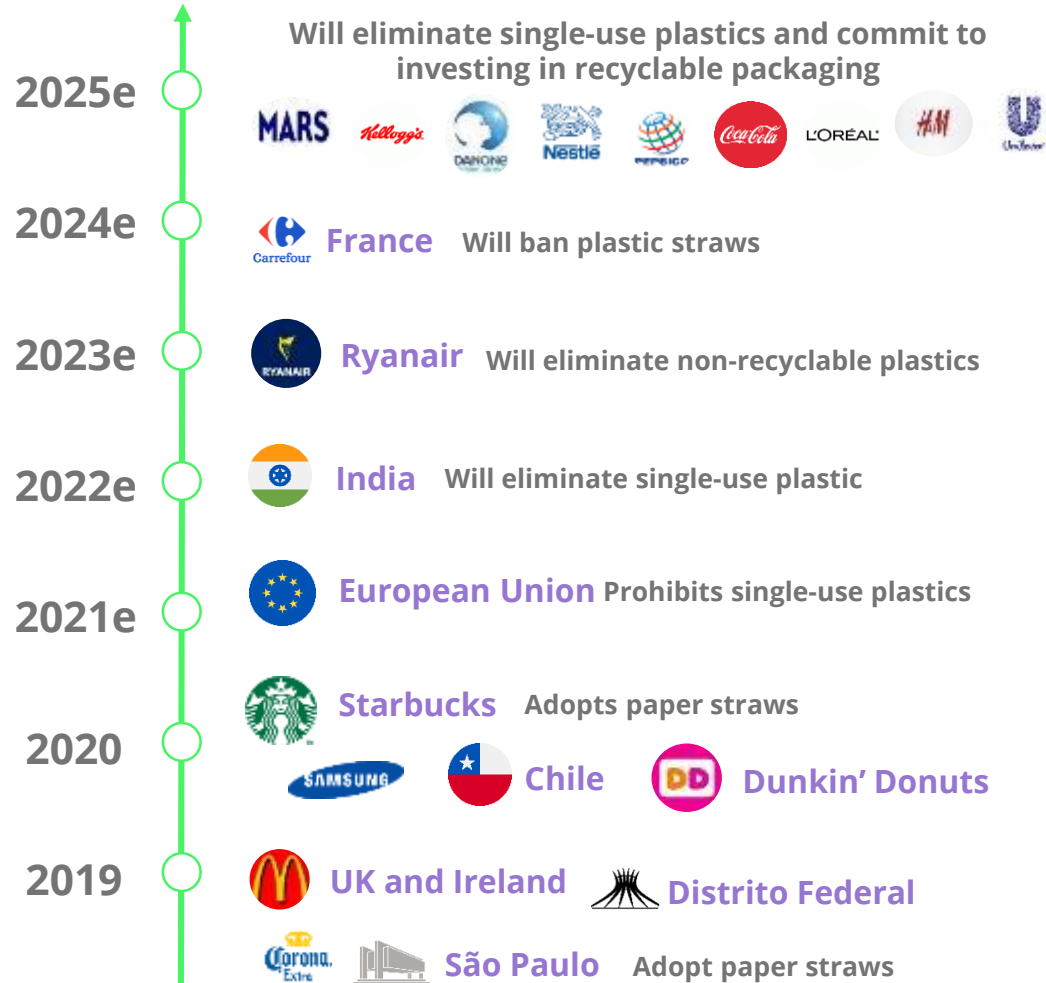 Will eliminate single-use plastics and commit to
investing in recyclable packaging
2025e
MARS Kellogg's DANONE Nestlé PEPSICO Coca-Cola L'ORÉAL H&M Unilever
2024e
Carrefour
France Will ban plastic straws
2023e
RYANAIR
Ryanair Will eliminate non-recyclable plastics
2022e
India Will eliminate single-use plastic
2021e
European Union Prohibits single-use plastics
Starbucks Adopts paper straws
2020
SAMSUNG Chile DD Dunkin’ Donuts
2019
UK and Ireland Distrito Federal
Corona.
Extra
São Paulo Adopt paper straws